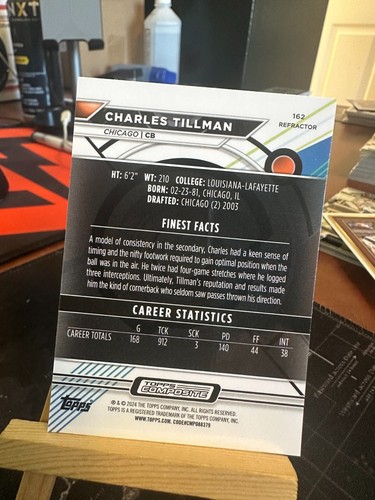 NXT
CHARLES TILLMAN
CHICAGO | CB
162
REFRACTOR
HT: 6'2" WT: 210 COLLEGE: LOUISIANA-LAFAYETTE
BORN: 02-23-81, CHICAGO, IL
DRAFTED: CHICAGO (2) 2003
FINEST FACTS
A model of consistency in the secondary, Charles had a keen sense of
timing and the nifty footwork required to gain optimal position when the
ball was in the air. He twice had four-game stretches where he logged
three interceptions. Ultimately, Tillman's reputation and results made
him the kind of cornerback who seldom saw passes thrown his direction.
CAREER STATISTICS
G TCK SCK PD FF INT
CAREER TOTALS 168 912 3 140 44 38
TOPPS
COMPOSITE
Topps
® & © 2024 THE TOPPS COMPANY, INC. ALL RIGHTS RESERVED.
TOPPS IS A REGISTERED TRADEMARK OF THE TOPPS COMPANY, INC.
WWW.TOPPS.COM. CODE#CMP088378